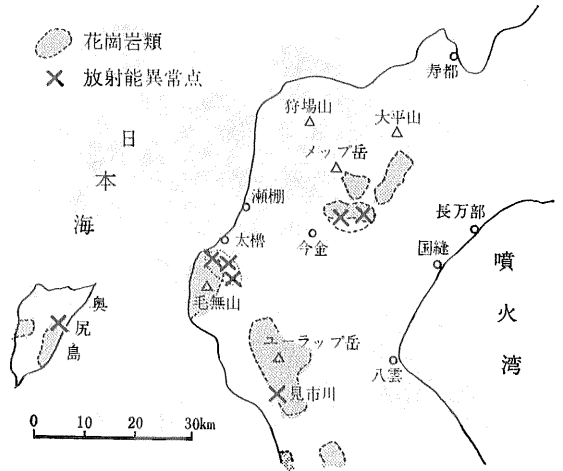 花崗岩類
放射能異常点
日本海
寿都
狩場山
大平山
メップ岳
瀬棚
長万部
太櫓
今金
国縫
噴火湾
毛無山
奥尻島
ユーラップ岳
八雲
見市川
0 10 20 30km